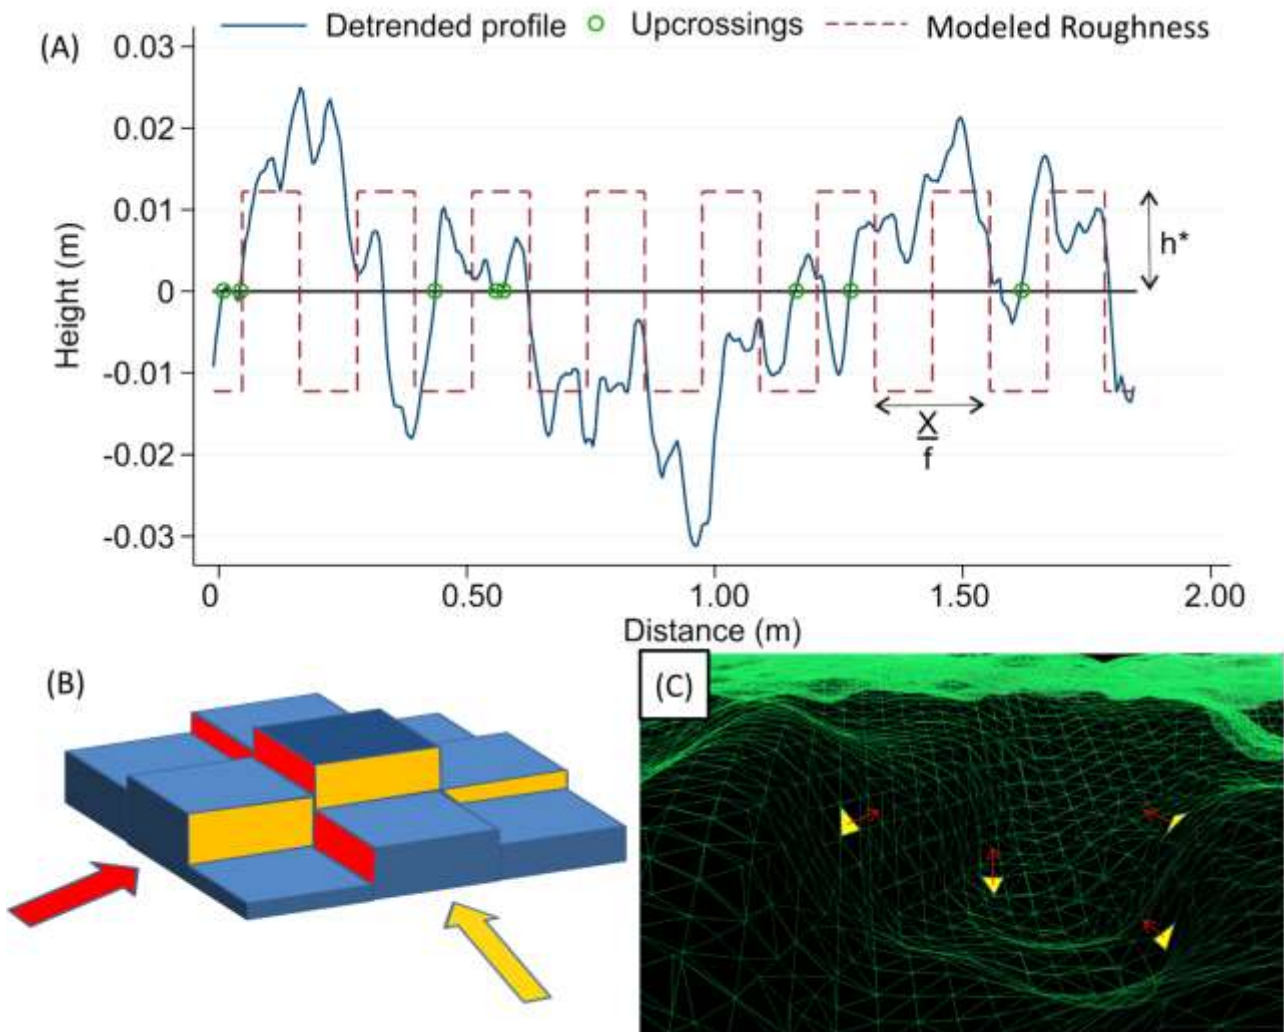 (A)
Detrended profile
Upcrossings
Modeled Roughness
0.03
0.02
0.01
0
-0.01
-0.02
-0.03
Height (m)
h*
X
f
0
0.50
1.00
1.50
2.00
Distance (m)
(B)
(C)